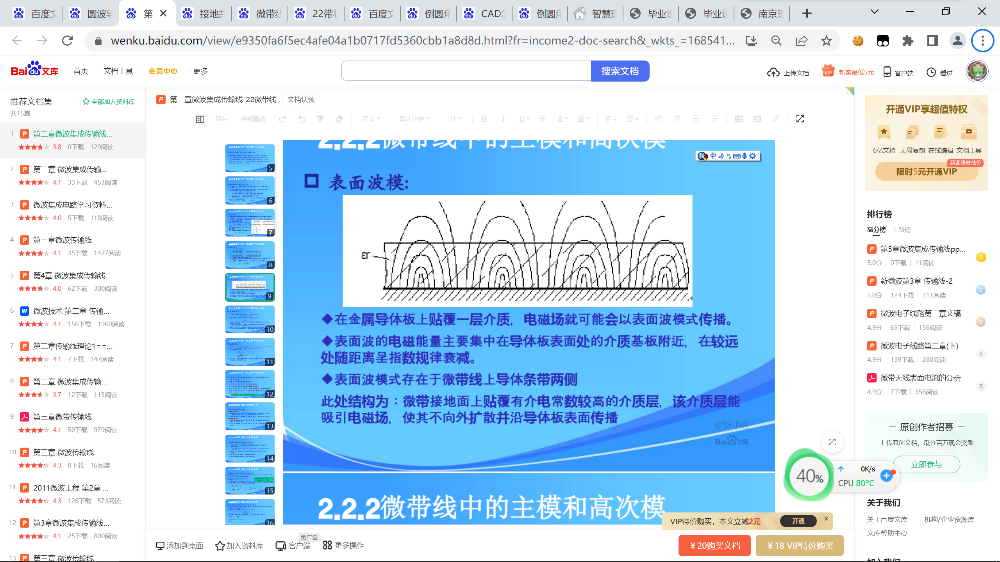 百度文
圆波导
第
接地共
微带线
22带状
百度文
倒圆角
CAD怎
倒圆角
智慧理
毕业设
毕业设
南京理
wenku.baidu.com/view/e9350fa6f5ec4afe04a1b0717fd5360cbb1a8d8d.html?fr=income2-doc-search&_wkts_=168541...
Bai du 文库
首页
文档工具
会员中心
更多
搜索文档
上传文档
VIP
新客最低5元
客户端
看过
推荐文档集
全部加入资料库
共15篇
1 第二章微波集成传输线...
3.8 0下载 129阅读
2 第二章 微波集成传输...
4.1 33下载 453阅读
3 微波集成电路学习资料...
4.0 5下载 118阅读
4 第三章微波传输线
4.1 35下载 1427阅读
5 第4章 微波集成传输线
4.0 62下载 300阅读
6 微波技术 第二章 传输...
4.1 156下载 1960阅读
7 第二章传输线理论1==...
4.1 7下载 147阅读
8 第二章 微波集成传输...
3.7 12下载 115阅读
9 第三章微带传输线
4.1 50下载 979阅读
10 第三章 微波传输线
4.3 0下载 16阅读
11 2011微波工程 第2章 ...
4.3 128下载 573阅读
12 第3章微波集成传输线...
4.1 25下载 800阅读
13 第三章 微波传输线
第二章微波集成传输线-22微带线
文档认领
保存
全部撤销
正文
默认字体
11
5
6
7
8
9
10
11
12
13
14
15
16
2.2.2微带线中的主模和高次模
中
表面波模:
εr
◆在金属导体板上贴覆一层介质，电磁场就可能会以表面波模式传播。
◆表面波的电磁能量主要集中在导体板表面处的介质基板附近，在较远
处随距离呈指数规律衰减。
◆表面波模式存在于微带线上导体条带两侧
此处结构为：微带接地面上贴覆有介电常数较高的介质层，该介质层能
吸引电磁场，使其不向外扩散并沿导体板表面传播
@SF小店
Bai du 文库
2.2.2微带线中的主模和高次模
VIP特价购买，本文立减2元
开通
添加到桌面
加入资料库
客户端
免广告
更多操作
￥20购买文档
￥18 VIP特价购买
开通VIP享超值特权
6亿文档
无限复制
在线编辑
文档工具
新客限时低价
限时5元开通VIP
排行榜
高分榜
上新榜
第5章微波集成传输线pp...
5.0分 0下载 11阅读
1
新微波第3章 传输线-2
5.0分 124下载 311阅读
2
微波电子线路第二章文稿
4.9分 65下载 156阅读
3
微波电子线路第二章(下)
4.9分 139下载 280阅读
4
微带天线表面电流的分析
4.9分 7下载 356阅读
5
原创作者招募
上传原创文档，瓜分百万现金奖励
立即参与
40%
0K/s
CPU 80°C
关于我们
关于百度文库
机构/企业资源库
文库帮助中心
加入我们